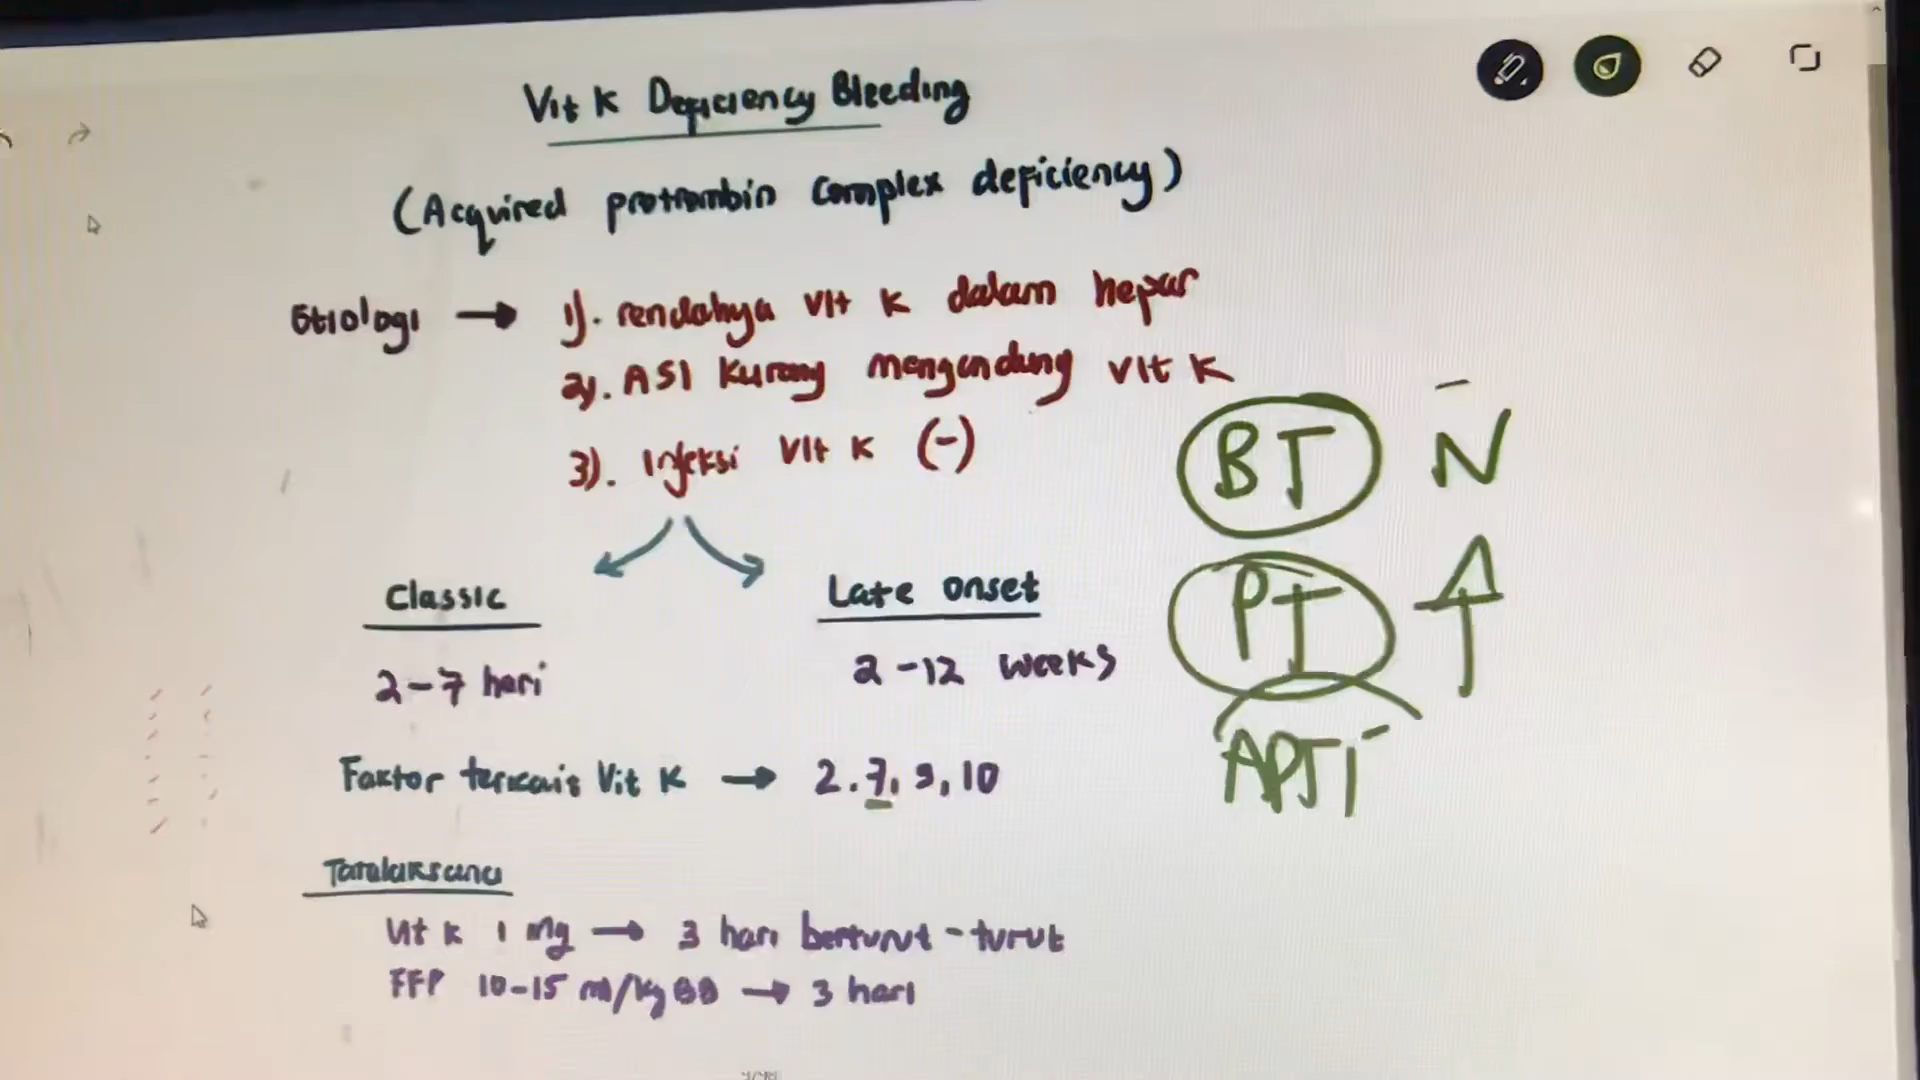 Vit K Deficiency Bleeding
(Acquired protrombin complex deficiency)
Etiologi → 1). rendahya vit K dalam hepar
2). ASI kurang mengandung vit K
3). Injeksi Vit K (-)
BT N
PT ↑
APTT
Classic
2-7 hari
Late onset
2-12 weeks
Faktor terkait Vit K → 2. 7, 9, 10
Tatalaksana
Vit K 1 mg → 3 hari berturut-turut
FFP 10-15 ml/kgBB → 3 hari